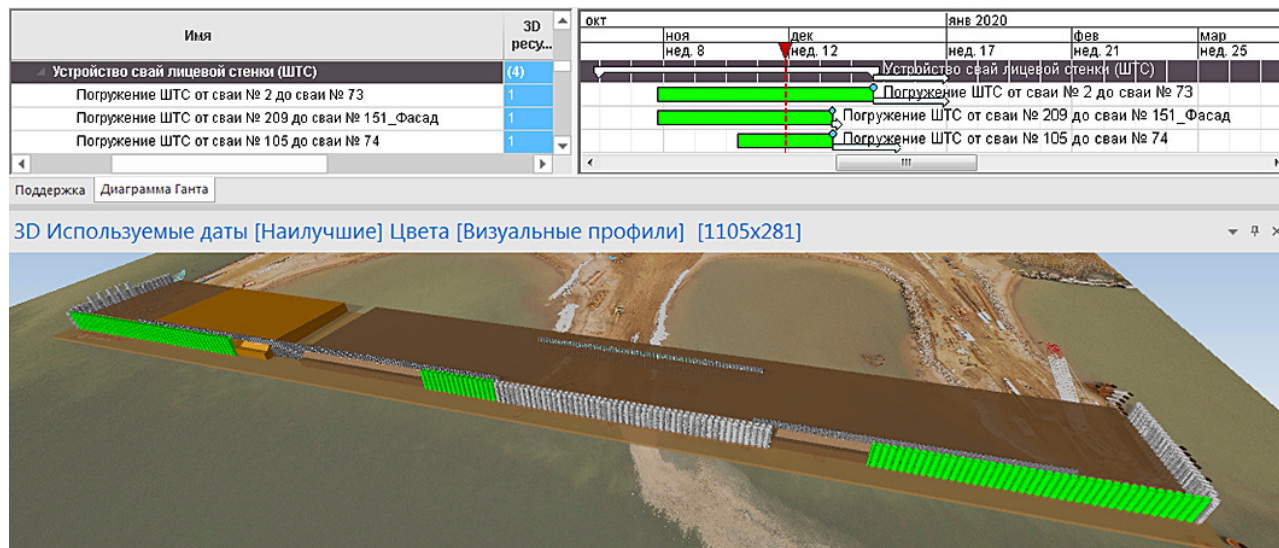 Имя
3D
ресу...
окт
янв 2020
ноя
дек
фев
мар
нед. 8
нед. 12
нед. 17
нед. 21
нед. 25
Устройство свай лицевой стенки (ШТС)
(4)
Устройство свай лицевой стенки (ШТС)
Погружение ШТС от сваи № 2 до сваи № 73
1
Погружение ШТС от сваи № 2 до сваи № 73
Погружение ШТС от сваи № 209 до сваи № 151_Фасад
1
Погружение ШТС от сваи № 209 до сваи № 151_Фасад
Погружение ШТС от сваи № 105 до сваи № 74
1
Погружение ШТС от сваи № 105 до сваи № 74
Поддержка
Диаграмма Ганта
3D Используемые даты [Наилучшие] Цвета [Визуальные профили] [1105x281]